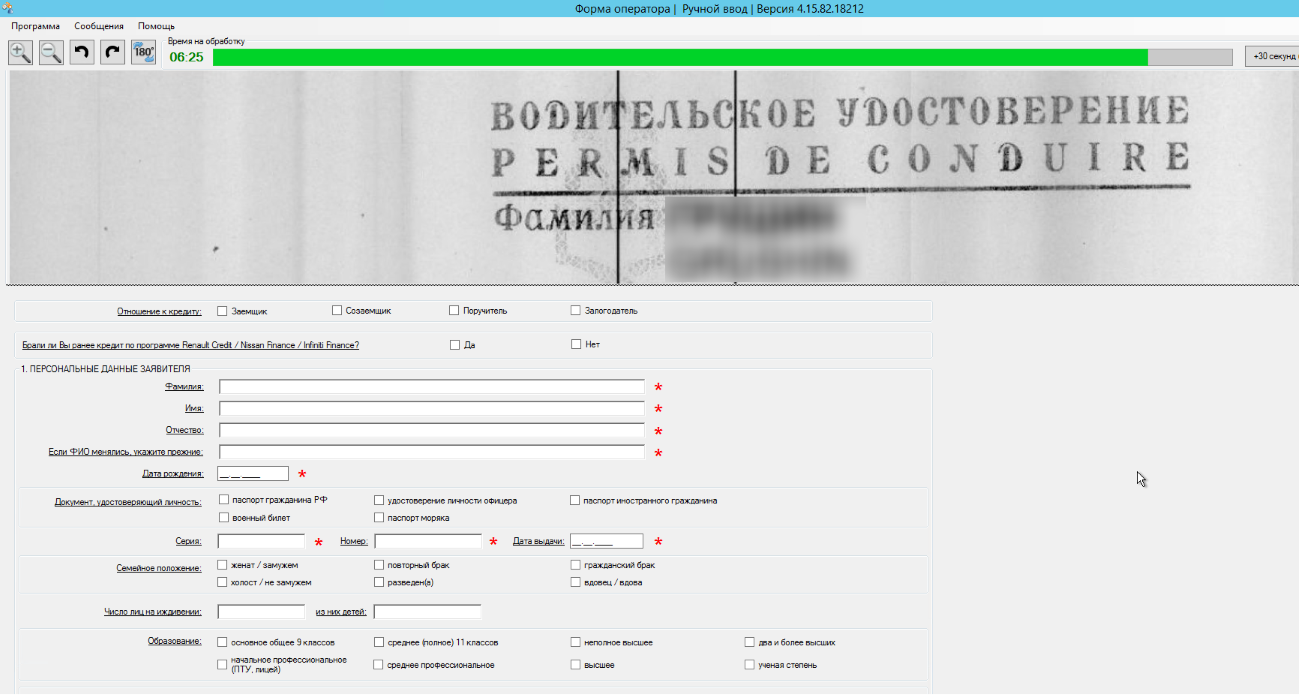 Форма оператора | Ручной ввод | Версия 4.15.82.18212
Программа Сообщения Помощь
Время на обработку
180° 06:25 +30 секунд
ВОДИТЕЛЬСКОЕ УДОСТОВЕРЕНИЕ
PERMIS DE CONDUIRE
Фамилия
Отношение к кредиту: Заемщик Созаемщик Поручитель Залогодатель
Брали ли Вы ранее кредит по программе Renault Credit / Nissan Finance / Infiniti Finance? Да Нет
1. ПЕРСОНАЛЬНЫЕ ДАННЫЕ ЗАЯВИТЕЛЯ
Фамилия: *
Имя: *
Отчество: *
Если ФИО менялись, укажите прежние: *
Дата рождения: __.__.____ *
Документ, удостоверяющий личность: паспорт гражданина РФ удостоверение личности офицера паспорт иностранного гражданина
военный билет паспорт моряка
Серия: * Номер: * Дата выдачи: __.__.____ *
Семейное положение: женат / замужем повторный брак гражданский брак
холост / не замужем разведен(а) вдовец / вдова
Число лиц на иждивении: из них детей:
Образование: основное общее 9 классов среднее (полное) 11 классов неполное высшее два и более высших
начальное профессиональное
(ПТУ, лицей) среднее профессиональное высшее ученая степень